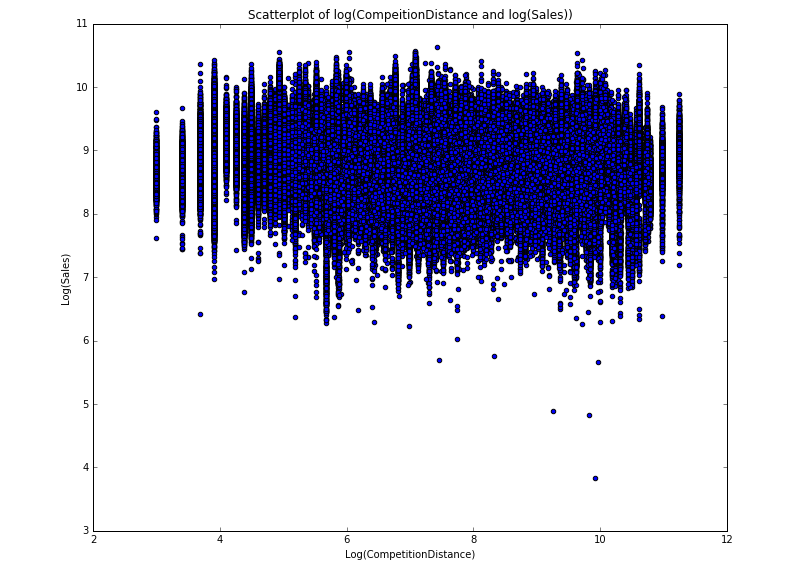 Scatterplot of log(CompeitionDistance and log(Sales))
11
10
9
8
7
6
5
4
3
Log(Sales)
2 4 6 8 10 12
Log(CompetitionDistance)